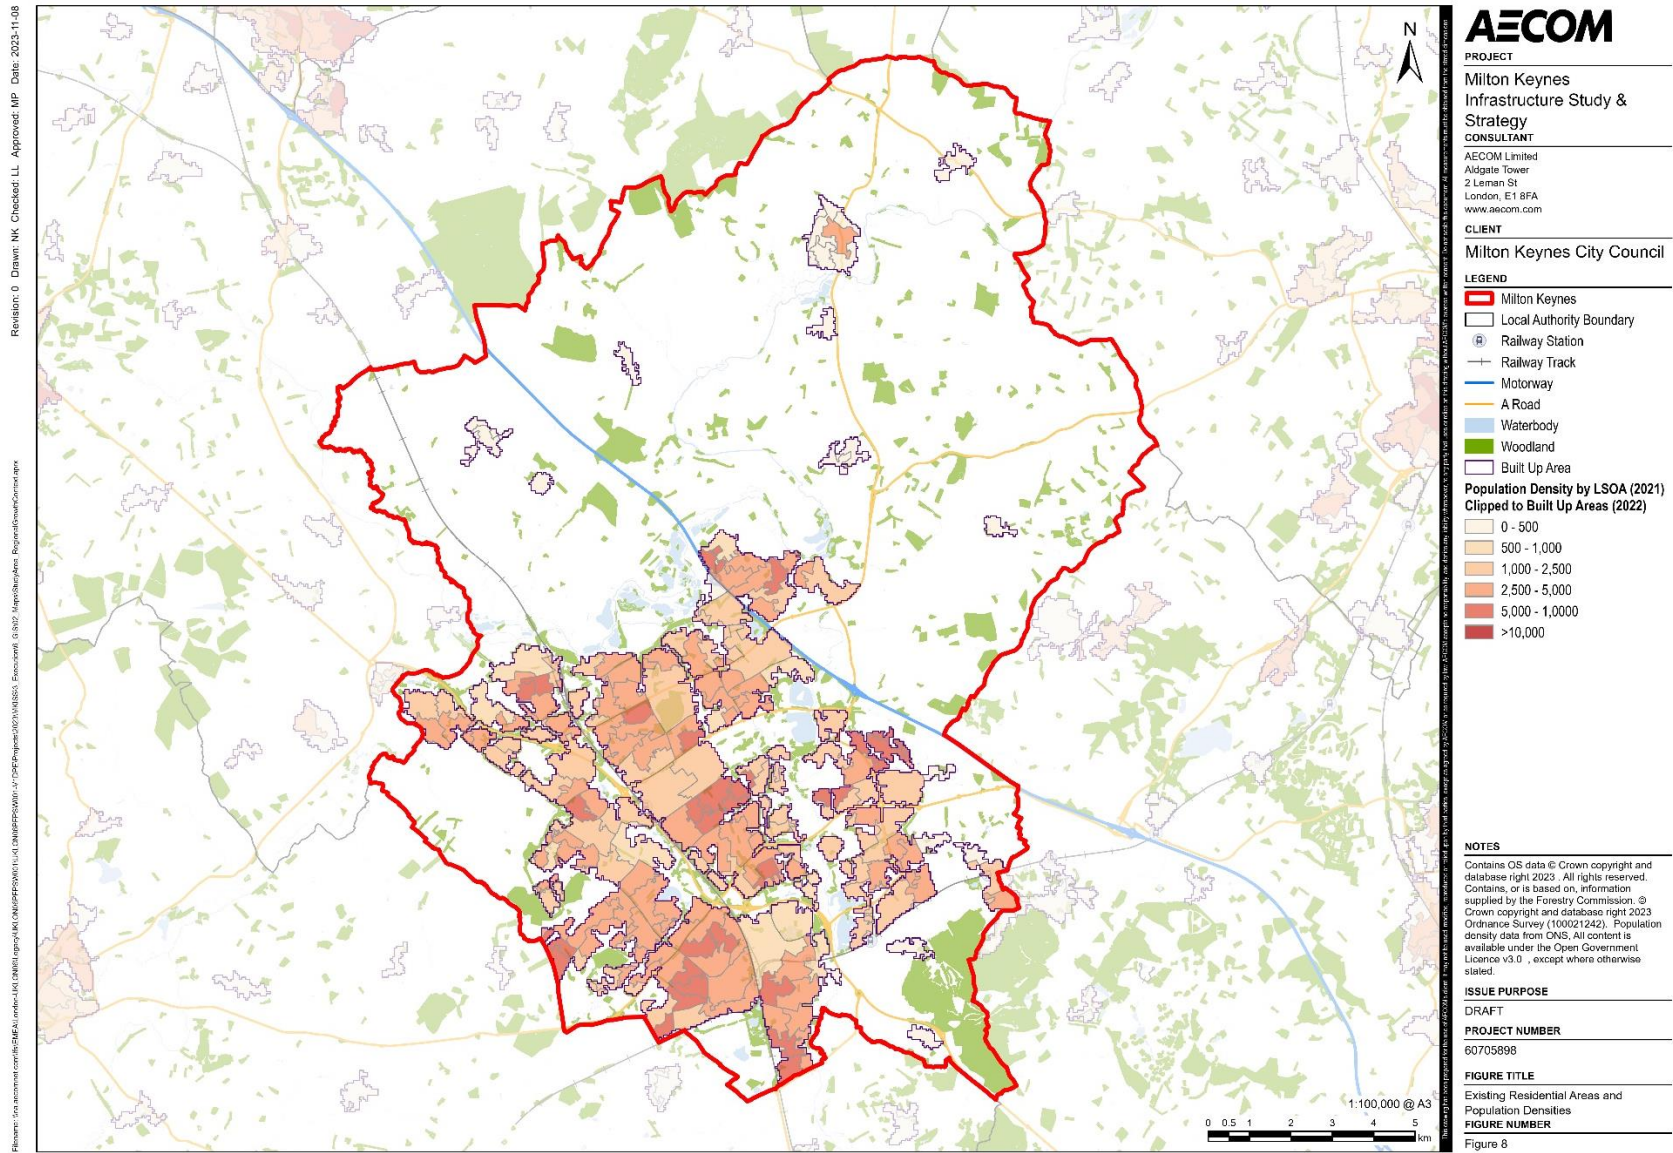 Revision: 0 Drawn: NK Checked: LL Approved: MP Date: 2023-11-08
N
1:100,000 @ A3
0 0.5 1 2 3 4 5
km
AECOM
PROJECT
Milton Keynes
Infrastructure Study &
Strategy
CONSULTANT
AECOM Limited
Aldgate Tower
2 Leman St
London, E1 8FA
www.aecom.com
CLIENT
Milton Keynes City Council
LEGEND
Milton Keynes
Local Authority Boundary
Railway Station
Railway Track
Motorway
A Road
Waterbody
Woodland
Built Up Area
Population Density by LSOA (2021)
Clipped to Built Up Areas (2022)
0 - 500
500 - 1,000
1,000 - 2,500
2,500 - 5,000
5,000 - 1,0000
>10,000
NOTES
Contains OS data © Crown copyright and
database right 2023 . All rights reserved.
Contains, or is based on, information
supplied by the Forestry Commission. ©
Crown copyright and database right 2023
Ordnance Survey (100021242). Population
density data from ONS, All content is
available under the Open Government
Licence v3.0 , except where otherwise
stated.
ISSUE PURPOSE
DRAFT
PROJECT NUMBER
60705898
FIGURE TITLE
Existing Residential Areas and
Population Densities
FIGURE NUMBER
Figure 8